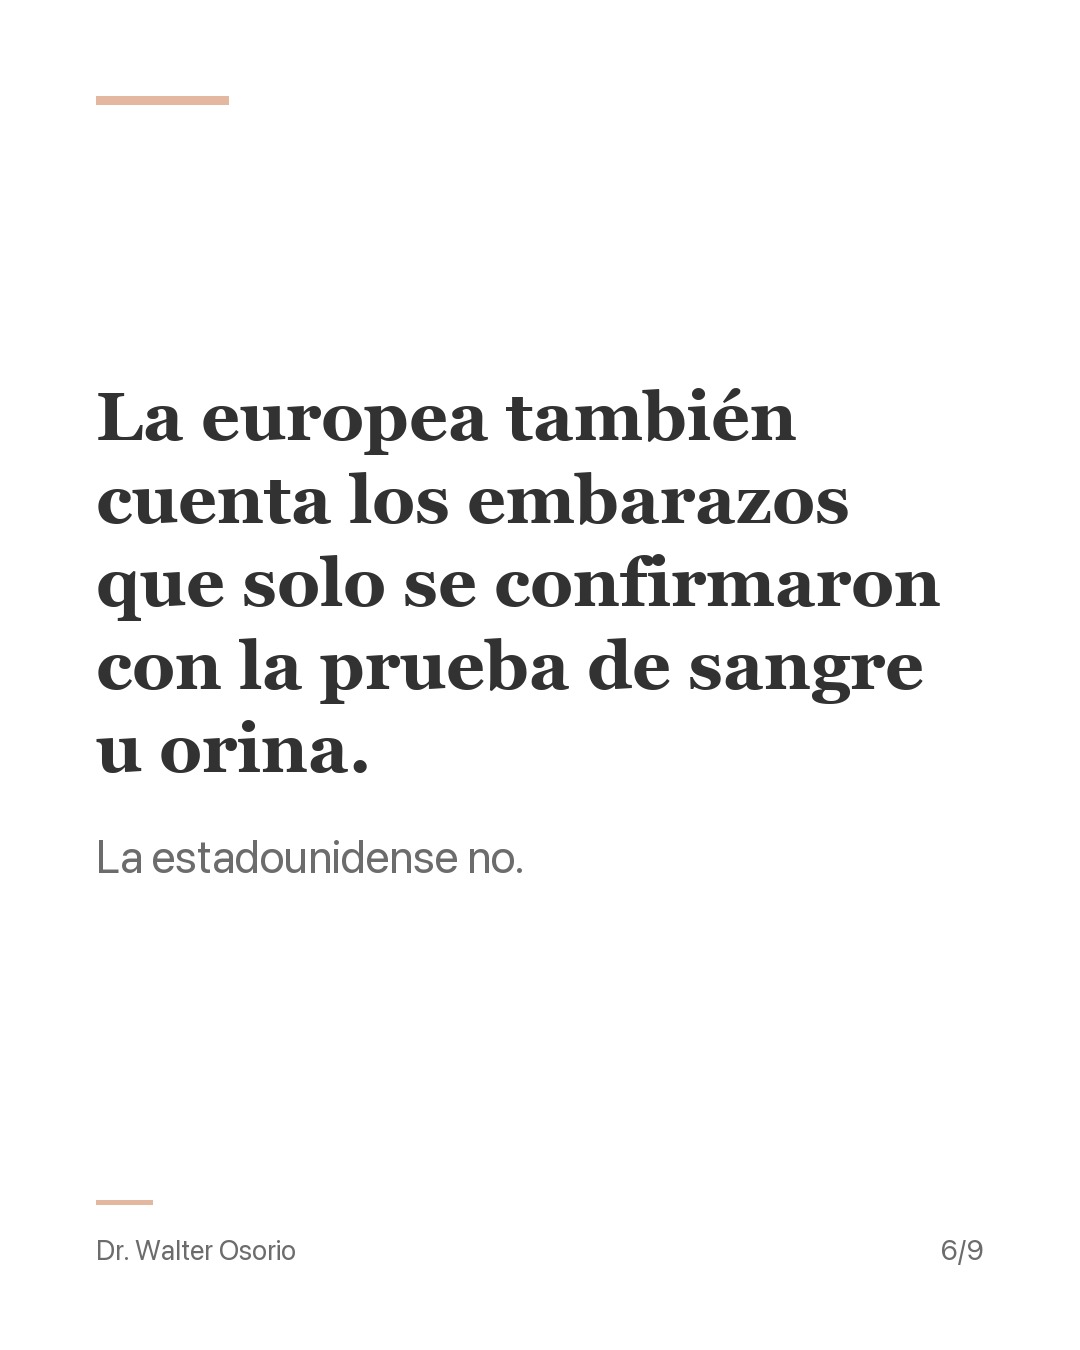 La europea también
cuenta los embarazos
que solo se confirmaron
con la prueba de sangre
u orina.
La estadounidense no.
Dr. Walter Osorio
6/9